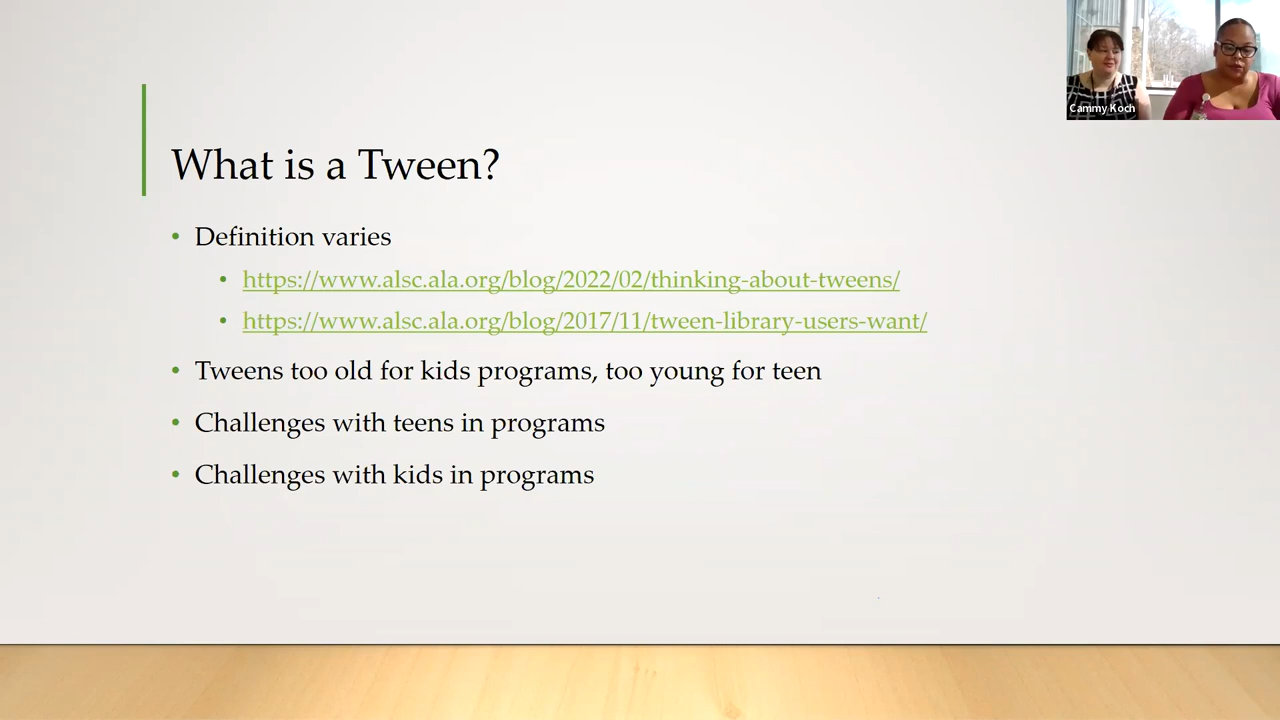 Cammy Koch
What is a Tween?
• Definition varies
• https://www.alsc.ala.org/blog/2022/02/thinking-about-tweens/
• https://www.alsc.ala.org/blog/2017/11/tween-library-users-want/
• Tweens too old for kids programs, too young for teen
• Challenges with teens in programs
• Challenges with kids in programs